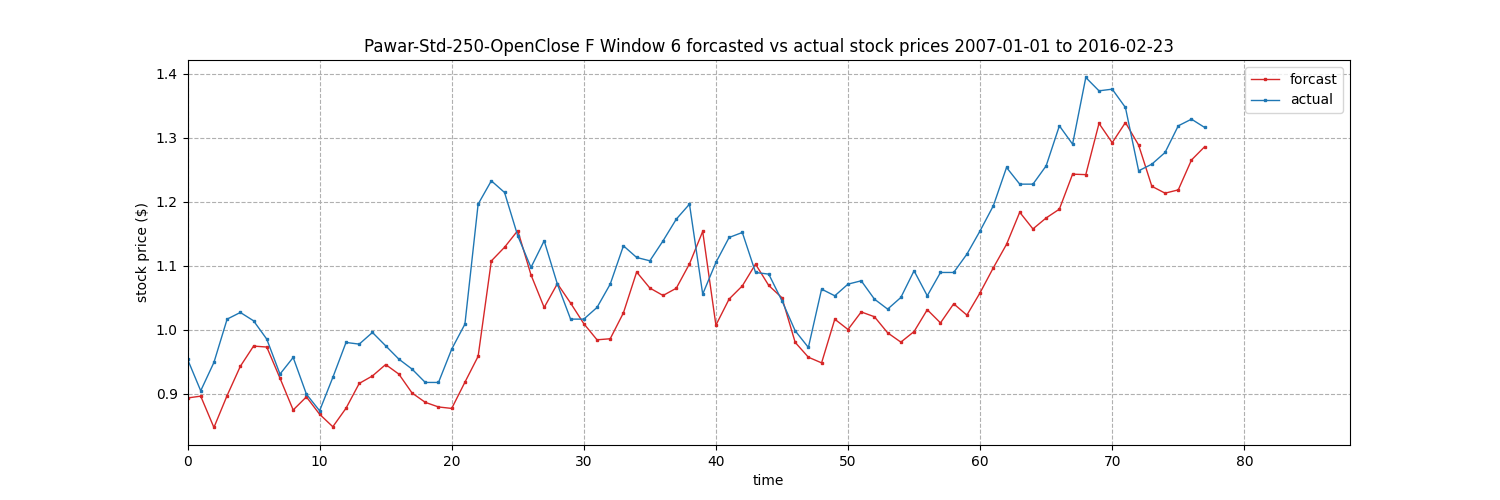 Pawar-Std-250-OpenClose F Window 6 forcasted vs actual stock prices 2007-01-01 to 2016-02-23
forcast
actual
1.4
1.3
1.2
1.1
1.0
0.9
stock price ($)
0 10 20 30 40 50 60 70 80
time